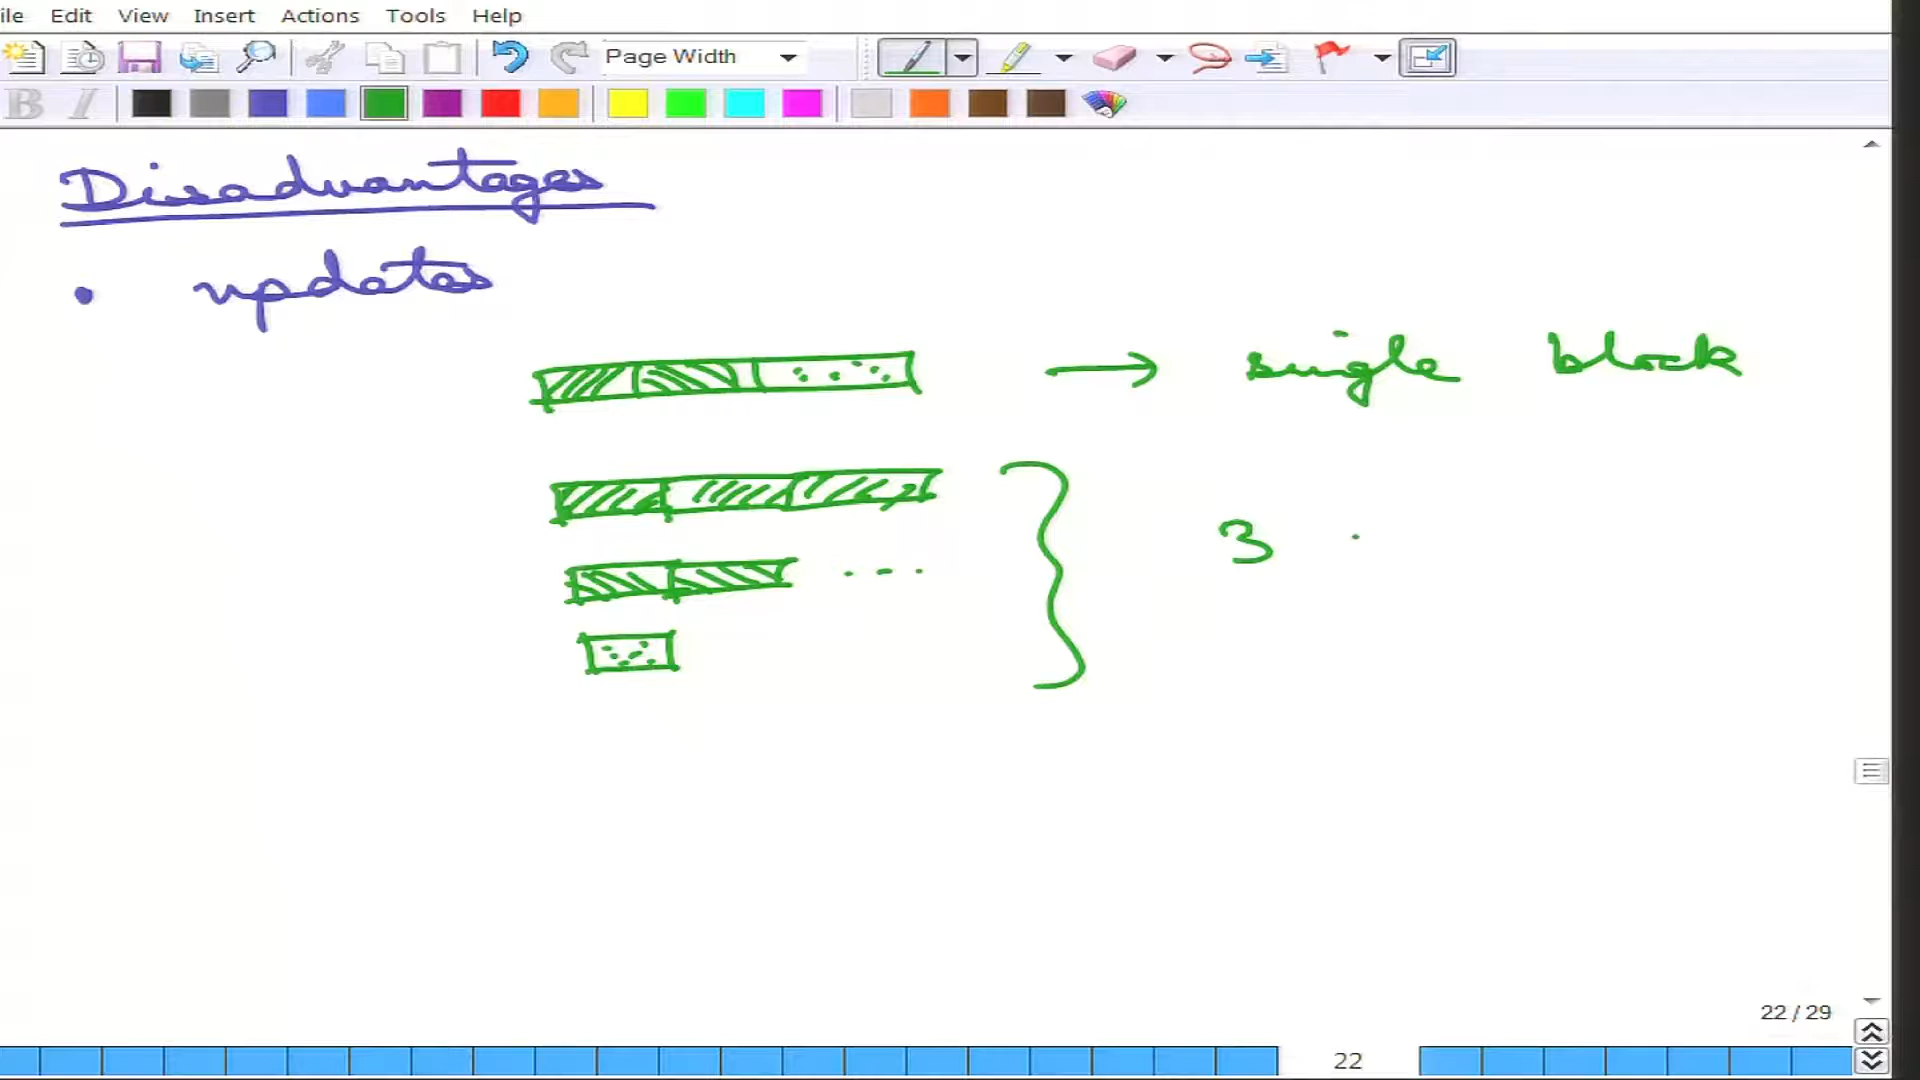 ile Edit View Insert Actions Tools Help
Page Width
B I
Disadvantages
• updates
→ single block
...
3
22 / 29
22